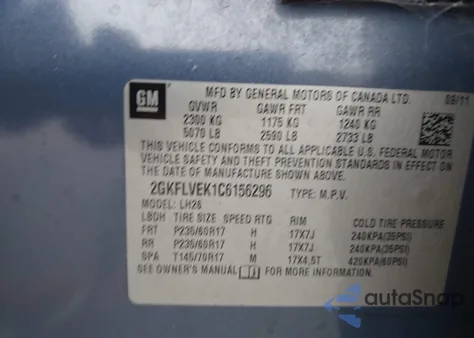 GM
MFD BY GENERAL MOTORS OF CANADA LTD. 09/11
GVWR GAWR FRT GAWR RR
2300 KG 1175 KG 1240 KG
5070 LB 2590 LB 2733 LB
THIS VEHICLE CONFORMS TO ALL APPLICABLE U.S. FEDERAL MOTOR
VEHICLE SAFETY AND THEFT PREVENTION STANDARDS IN EFFECT ON
THE DATE OF MANUFACTURE SHOWN ABOVE.
2GKFLVEK1C6156296 TYPE: M.P.V.
MODEL: LH26
TIRE SIZE SPEED RTG RIM COLD TIRE PRESSURE
FRT P235/60R17 H 17X7J 240KPA(35PSI)
RR P235/60R17 H 17X7J 240KPA(35PSI)
SPA T145/70R17 M 17X4.5T 420KPA(60PSI)
SEE OWNER'S MANUAL FOR MORE INFORMATION.
autoSnap